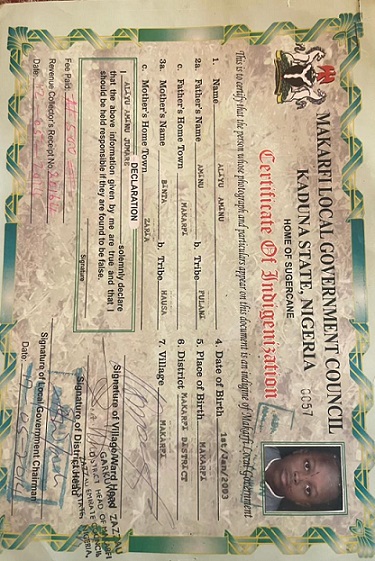 MAKARFI LOCAL GOVERNMENT COUNCIL
KADUNA STATE, NIGERIA
HOME OF SUGERCANE
0057
Certificate Of Indigenization
This is to certify that the person whose photograph and particulars appear on this document is an indigene of Makarfi Local Government
1. Name ALIYU AMINU
4. Date of Birth 1st/Jan/2093
2a. Father's Name AMINU b. Tribe FULANI
5. Place of Birth MAKARFI
c. Father's Home Town MAKARFI
6. District MAKARFI DISTRICT
3a. Mother's Name BINTA b. Tribe HAUSA
7. Village MAKARFI
c. Mother's Home Town ZARIA
DECLARATION
ALIYU AMINU JUMARE solemnly declare
that the above information given by me are true and that I
should be held responsible if they are found to be false.
Signature
Signature of Village/Ward Head
Signature of District Head
DISTRICT HEAD OF
Fee Paid:
Revenue Collector's Receipt No
Date:
Signature of Local Government Chairman
Date: